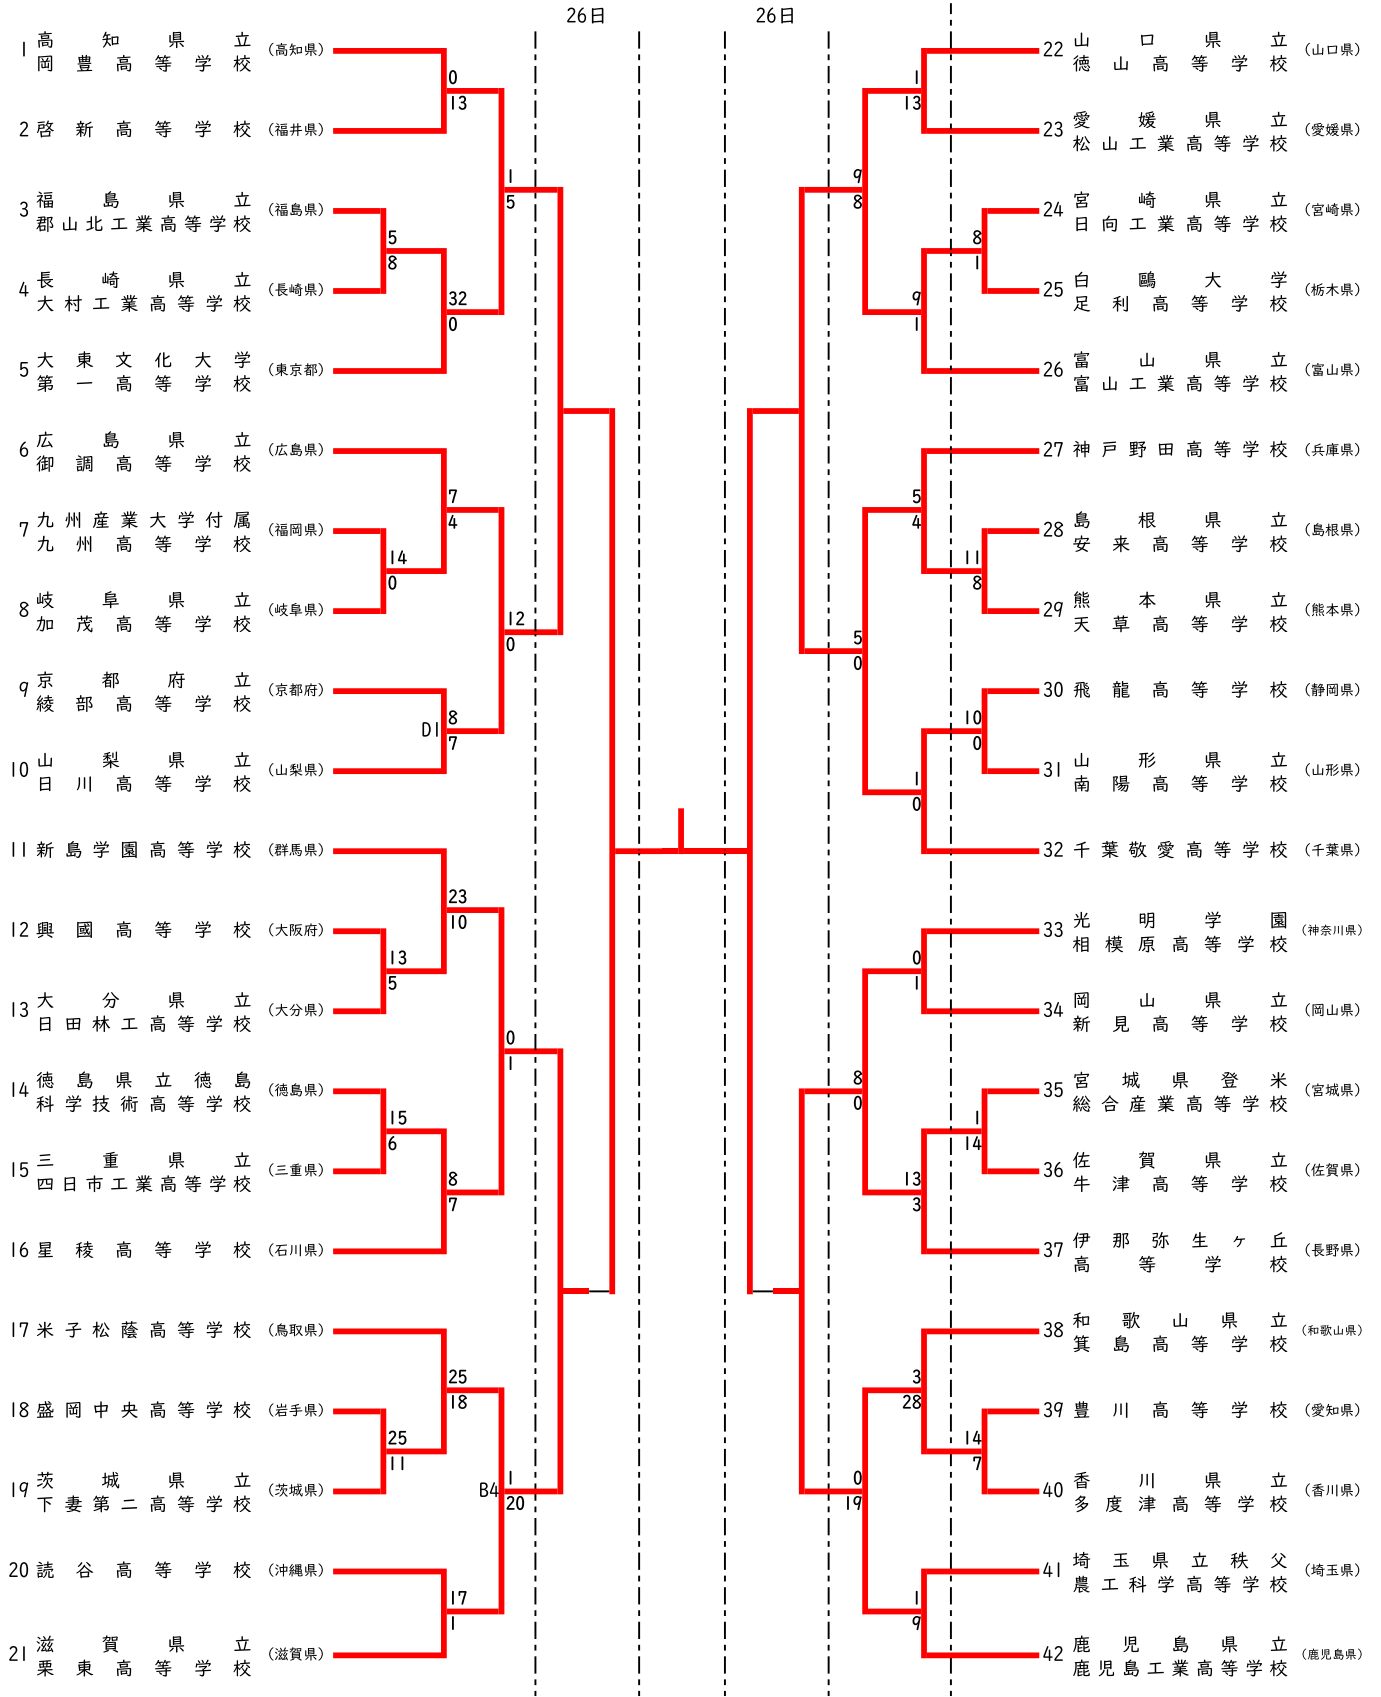 26日
26日
1 高知県立
岡豊高等学校 (高知県)
0
13
2 啓新高等学校 (福井県)
1
5
3 福島県立
郡山北工業高等学校 (福島県)
5
8
4 長崎県立
大村工業高等学校 (長崎県)
32
0
5 大東文化大学
第一高等学校 (東京都)
6 広島県立
御調高等学校 (広島県)
7
4
7 九州産業大学付属
九州高等学校 (福岡県)
14
0
8 岐阜県立
加茂高等学校 (岐阜県)
12
0
9 京都府立
綾部高等学校 (京都府)
D1
8
7
10 山梨県立
日川高等学校 (山梨県)
11 新島学園高等学校 (群馬県)
23
10
12 興國高等学校 (大阪府)
13
5
13 大分県立
日田林工高等学校 (大分県)
0
1
14 徳島県立徳島
科学技術高等学校 (徳島県)
15
6
15 三重県立
四日市工業高等学校 (三重県)
8
7
16 星稜高等学校 (石川県)
17 米子松蔭高等学校 (鳥取県)
25
18
18 盛岡中央高等学校 (岩手県)
25
11
19 茨城県立
下妻第二高等学校 (茨城県)
B4
1
20
20 読谷高等学校 (沖縄県)
17
1
21 滋賀県立
栗東高等学校 (滋賀県)
22 山口県立
徳山高等学校 (山口県)
1
13
23 愛媛県立
松山工業高等学校 (愛媛県)
9
8
24 宮崎県立
日向工業高等学校 (宮崎県)
8
1
25 白鷗大学
足利高等学校 (栃木県)
9
1
26 富山県立
富山工業高等学校 (富山県)
27 神戸野田高等学校 (兵庫県)
5
4
28 島根県立
安来高等学校 (島根県)
11
8
29 熊本県立
天草高等学校 (熊本県)
5
0
30 飛龍高等学校 (静岡県)
10
0
31 山形県立
南陽高等学校 (山形県)
1
0
32 千葉敬愛高等学校 (千葉県)
33 光明学園
相模原高等学校 (神奈川県)
0
1
34 岡山県立
新見高等学校 (岡山県)
8
0
35 宮城県登米
総合産業高等学校 (宮城県)
1
14
36 佐賀県立
牛津高等学校 (佐賀県)
13
3
37 伊那弥生ヶ丘
高等学校 (長野県)
38 和歌山県立
箕島高等学校 (和歌山県)
3
28
39 豊川高等学校 (愛知県)
14
7
40 香川県立
多度津高等学校 (香川県)
0
19
41 埼玉県立秩父
農工科学高等学校 (埼玉県)
1
9
42 鹿児島県立
鹿児島工業高等学校 (鹿児島県)